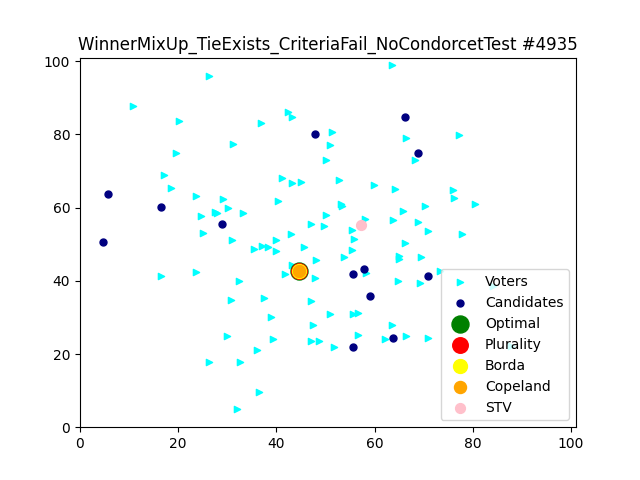 WinnerMixUp_TieExists_CriteriaFail_NoCondorcetTest #4935
100
80
60
40
20
0
0 20 40 60 80 100
Voters
Candidates
Optimal
Plurality
Borda
Copeland
STV